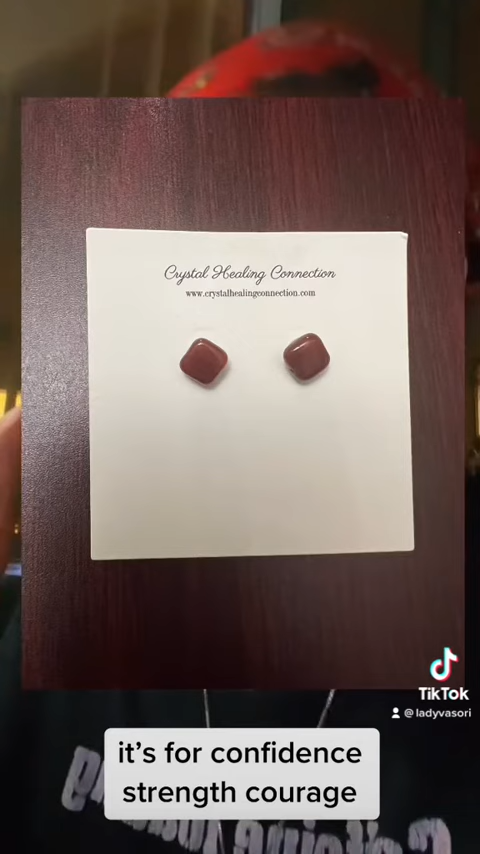 Crystal Healing Connection
www.crystalhealingconnection.com
TikTok
@ladyvasori
it's for confidence
strength courage